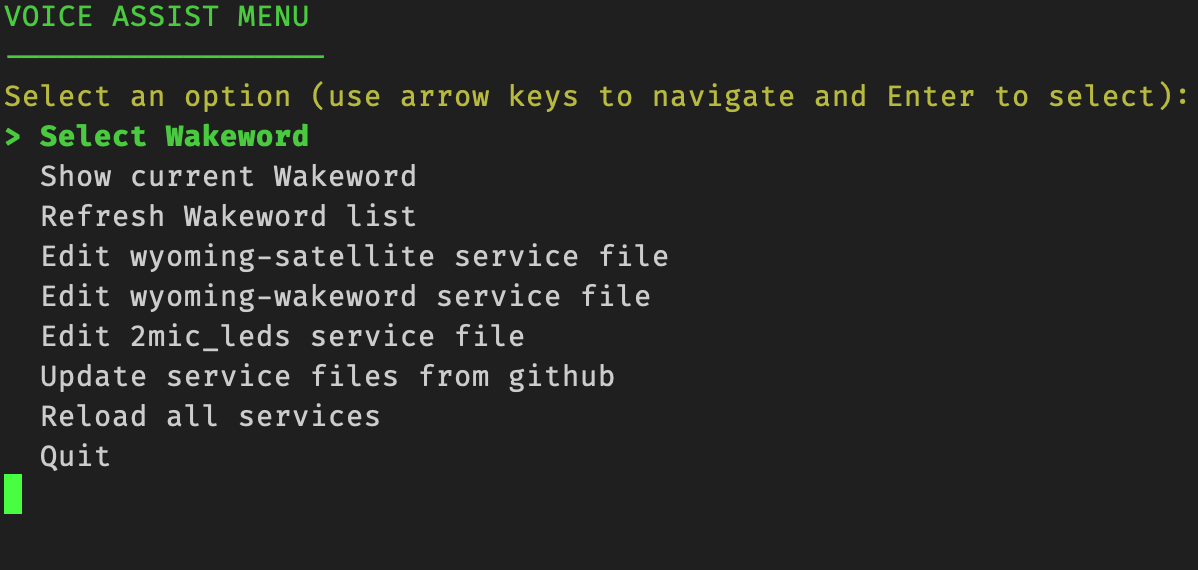 VOICE ASSIST MENU
Select an option (use arrow keys to navigate and Enter to select):
> Select Wakeword
Show current Wakeword
Refresh Wakeword list
Edit wyoming-satellite service file
Edit wyoming-wakeword service file
Edit 2mic_leds service file
Update service files from github
Reload all services
Quit